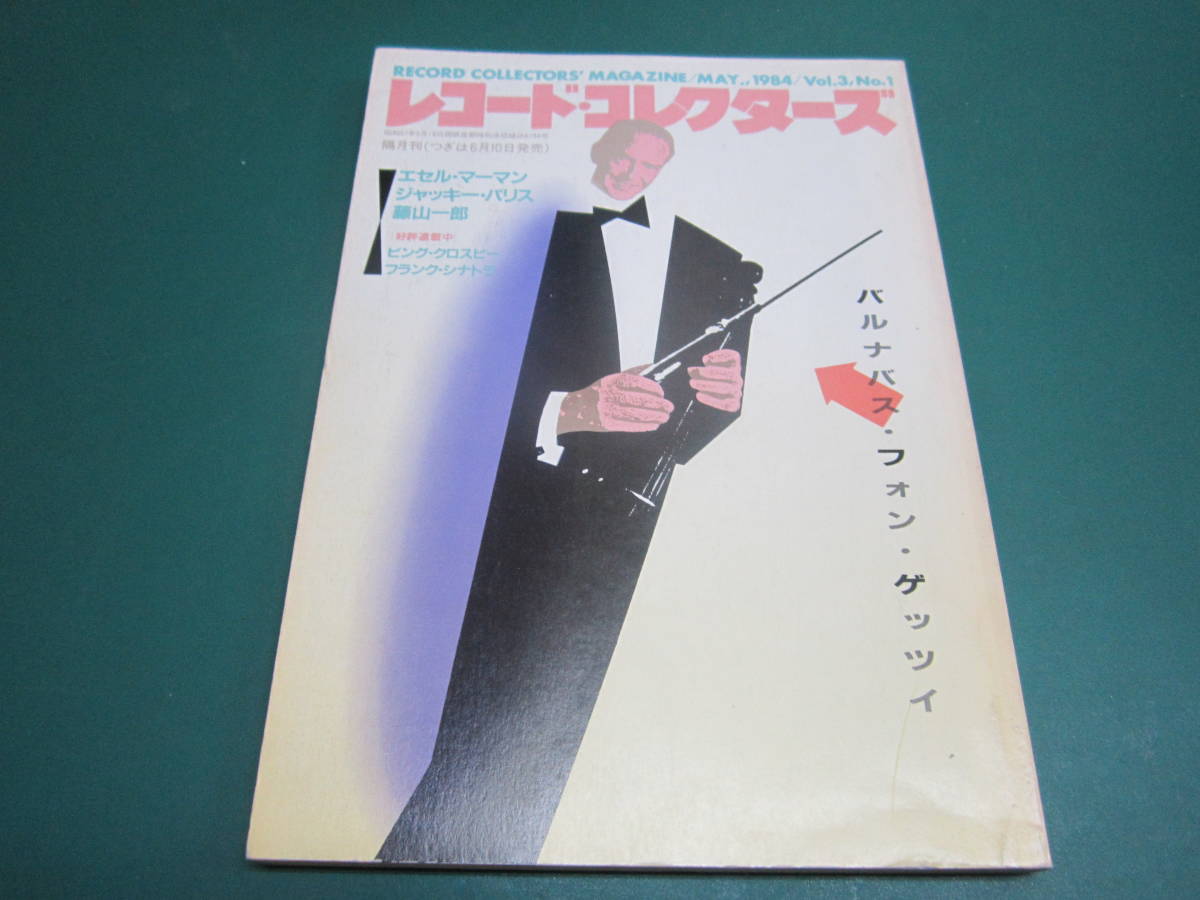 RECORD COLLECTORS' MAGAZINE/MAY., 1984/Vol.3, No.1
レコード・コレクターズ
隔月刊(つぎは6月10日発売)
エセル・マーマン
ジャッキー・パリス
藤山一郎
好評連載中
ビング・クロスビー
フランク・シナトラ
バルナバス・フォン・ゲッツィ